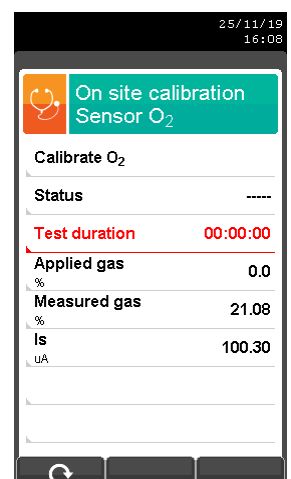 25/11/19
16:08
On site calibration
Sensor O₂
Calibrate O₂
Status -----
Test duration 00:00:00
Applied gas 0.0
%
Measured gas 21.08
%
Is 100.30
uA